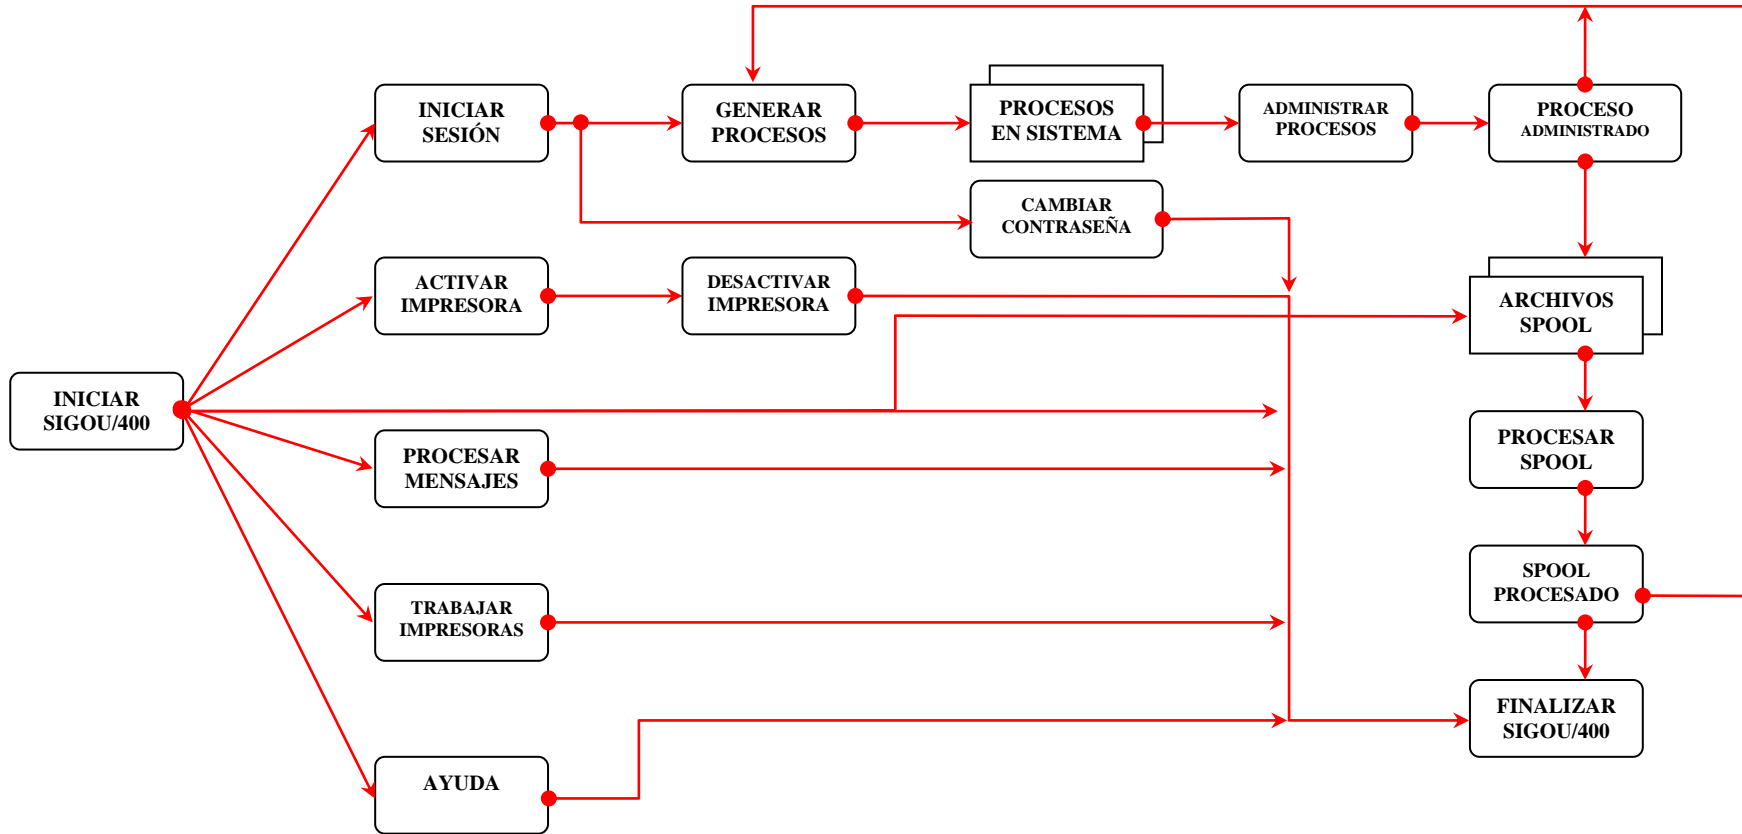 INICIAR
SESIÓN
GENERAR
PROCESOS
PROCESOS
EN SISTEMA
ADMINISTRAR
PROCESOS
PROCESO
ADMINISTRADO
CAMBIAR
CONTRASEÑA
ACTIVAR
IMPRESORA
DESACTIVAR
IMPRESORA
ARCHIVOS
SPOOL
INICIAR
SIGOU/400
PROCESAR
MENSAJES
PROCESAR
SPOOL
TRABAJAR
IMPRESORAS
SPOOL
PROCESADO
FINALIZAR
SIGOU/400
AYUDA